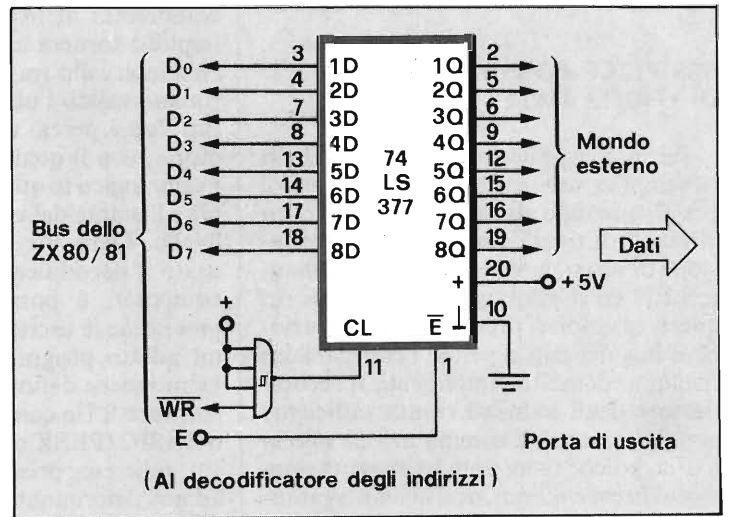 D0 3 1D 1Q 2
D1 4 2D 2Q 5
D2 7 3D 3Q 6
D3 8 4D 4Q 9
D4 13 5D 5Q 12
D5 14 6D 6Q 15
D6 17 7D 7Q 16
D7 18 8D 8Q 19
74
LS
377
Mondo
esterno
Dati
Bus dello
ZX80/81
+ 20 +5V
⊥ 10
+
CL E̅
11 1
W̅R̅
E
Porta di uscita
(Al decodificatore degli indirizzi)